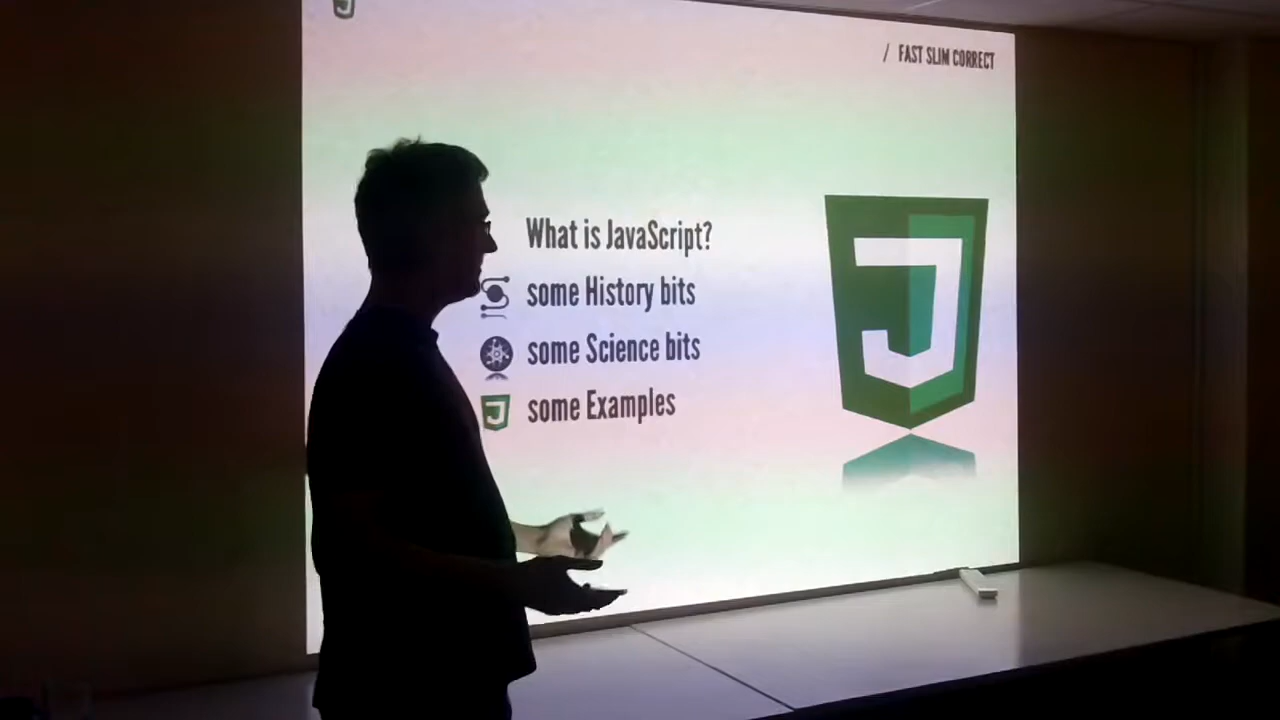 / FAST SLIM CORRECT
What is JavaScript?
some History bits
some Science bits
some Examples